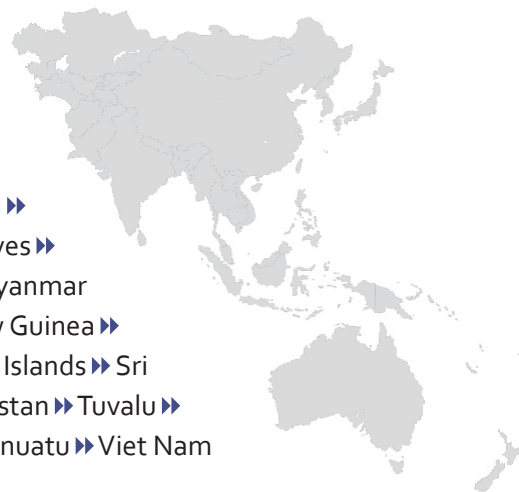 ves
yanmar
Guinea
Islands Sri
stan Tuvalu
nuatu Viet Nam